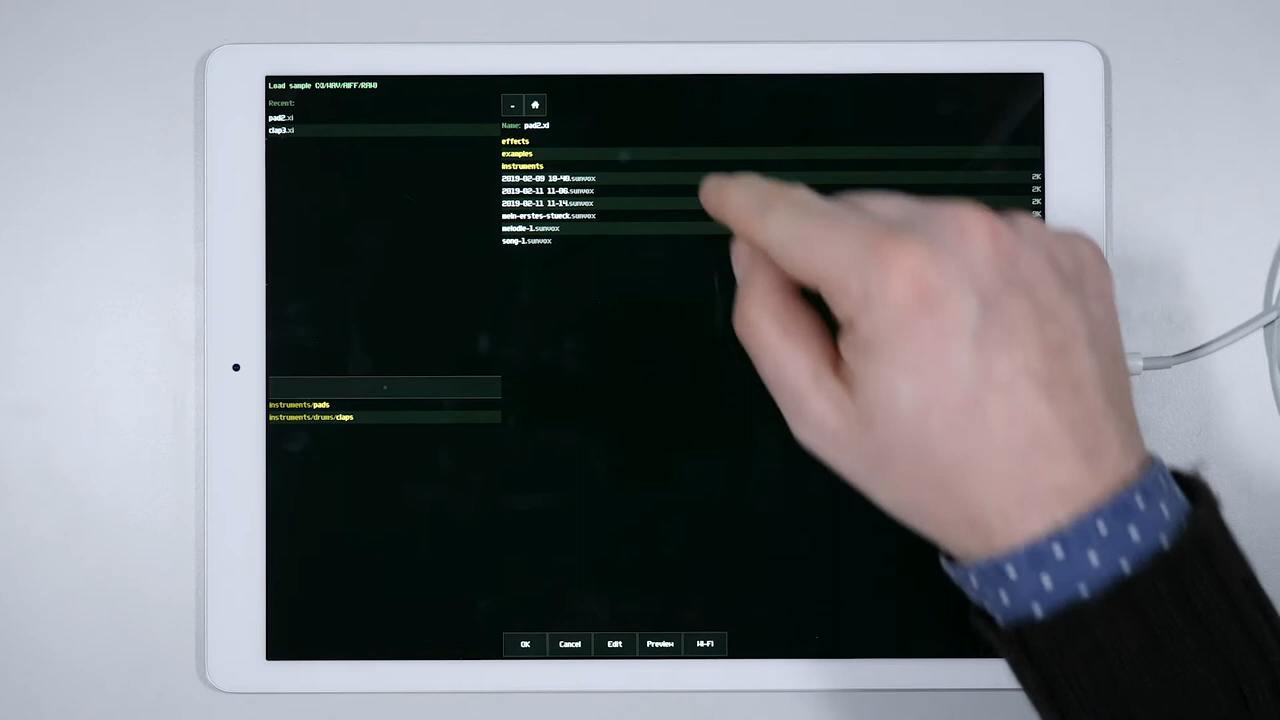 Load sample (XI/WAV/AIFF/RAW)
Recent:
pad2.xi
clap3.xi
instruments/pads
instruments/drums/claps
..
Name: pad2.xi
effects
examples
instruments
2019-02-09 18-40.sunvox 2K
2019-02-11 11-06.sunvox 2K
2019-02-11 11-14.sunvox 2K
mein-erstes-stueck.sunvox 9K
melodie-1.sunvox
song-1.sunvox
OK Cancel Edit Preview Wi-Fi